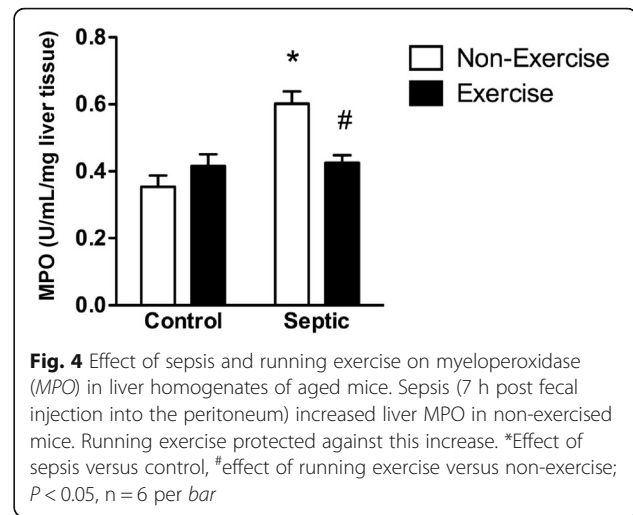 0.8
0.6
0.4
0.2
0.0
MPO (U/mL/mg liver tissue)
*
#
Non-Exercise
Exercise
Control Septic
Fig. 4 Effect of sepsis and running exercise on myeloperoxidase
(MPO) in liver homogenates of aged mice. Sepsis (7 h post fecal
injection into the peritoneum) increased liver MPO in non-exercised
mice. Running exercise protected against this increase. *Effect of
sepsis versus control, #effect of running exercise versus non-exercise;
P < 0.05, n = 6 per bar